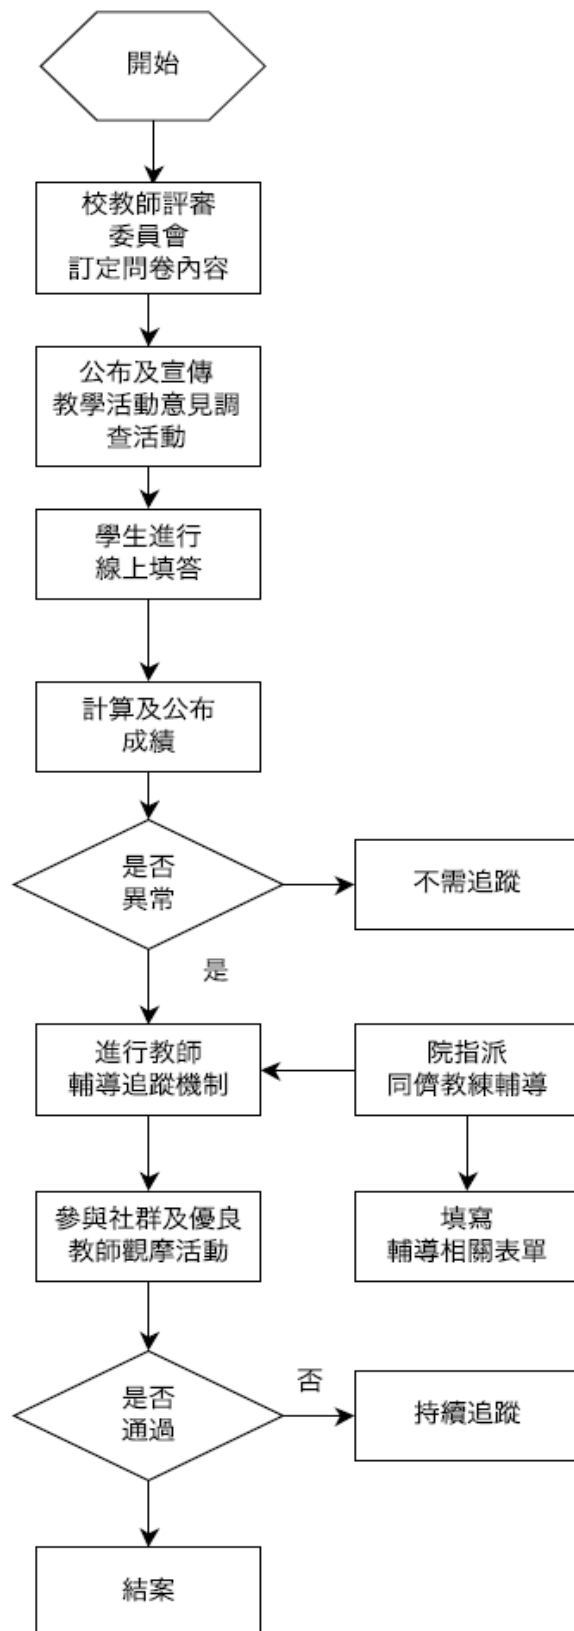 開始
校教師評審
委員會
訂定問卷內容
公布及宣傳
教學活動意見調
查活動
學生進行
線上填答
計算及公布
成績
是否
異常
不需追蹤
是
進行教師
輔導追蹤機制
院指派
同儕教練輔導
參與社群及優良
教師觀摩活動
填寫
輔導相關表單
是否
通過
否
持續追蹤
結案